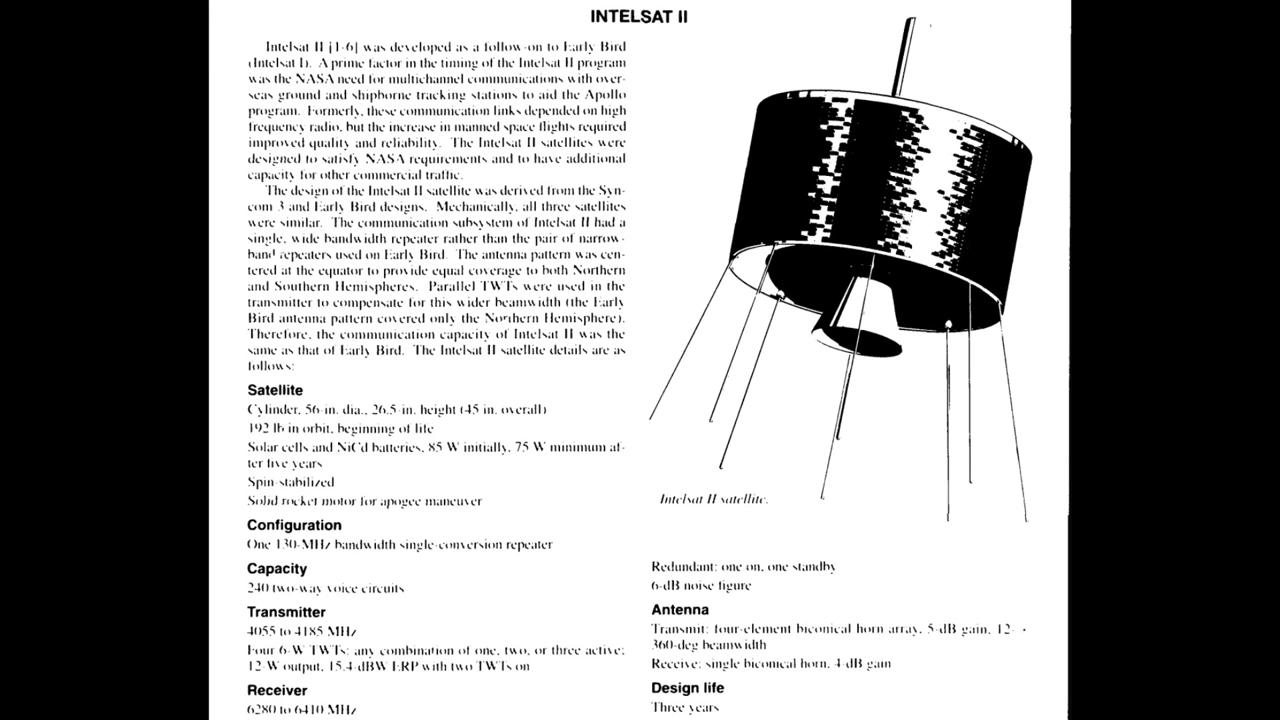 INTELSAT II
Intelsat II [1-6] was developed as a follow-on to Early Bird
(Intelsat I). A prime factor in the timing of the Intelsat II program
was the NASA need for multichannel communications with over-
seas ground and shipborne tracking stations to aid the Apollo
program. Formerly, these communication links depended on high
frequency radio, but the increase in manned space flights required
improved quality and reliability. The Intelsat II satellites were
designed to satisfy NASA requirements and to have additional
capacity for other commercial traffic.
The design of the Intelsat II satellite was derived from the Syn-
com 3 and Early Bird designs. Mechanically, all three satellites
were similar. The communication subsystem of Intelsat II had a
single, wide bandwidth repeater rather than the pair of narrow-
band repeaters used on Early Bird. The antenna pattern was cen-
tered at the equator to provide equal coverage to both Northern
and Southern Hemispheres. Parallel TWTs were used in the
transmitter to compensate for this wider beamwidth (the Early
Bird antenna pattern covered only the Northern Hemisphere).
Therefore, the communication capacity of Intelsat II was the
same as that of Early Bird. The Intelsat II satellite details are as
follows:
Satellite
Cylinder, 56-in. dia., 26.5-in. height (45 in. overall)
192 lb in orbit, beginning of life
Solar cells and NiCd batteries, 85 W initially, 75 W minimum af-
ter five years
Spin-stabilized
Solid rocket motor for apogee maneuver
Configuration
One 130-MHz bandwidth single-conversion repeater
Capacity
240 two-way voice circuits
Transmitter
4055 to 4185 MHz
Four 6-W TWTs: any combination of one, two, or three active;
12-W output, 15.4-dBW ERP with two TWTs on
Receiver
6280 to 6410 MHz
Intelsat II satellite.
Redundant: one on, one standby
6-dB noise figure
Antenna
Transmit: four-element biconical horn array, 5-dB gain, 12-
360-deg beamwidth
Receive: single biconical horn, 4-dB gain
Design life
Three years